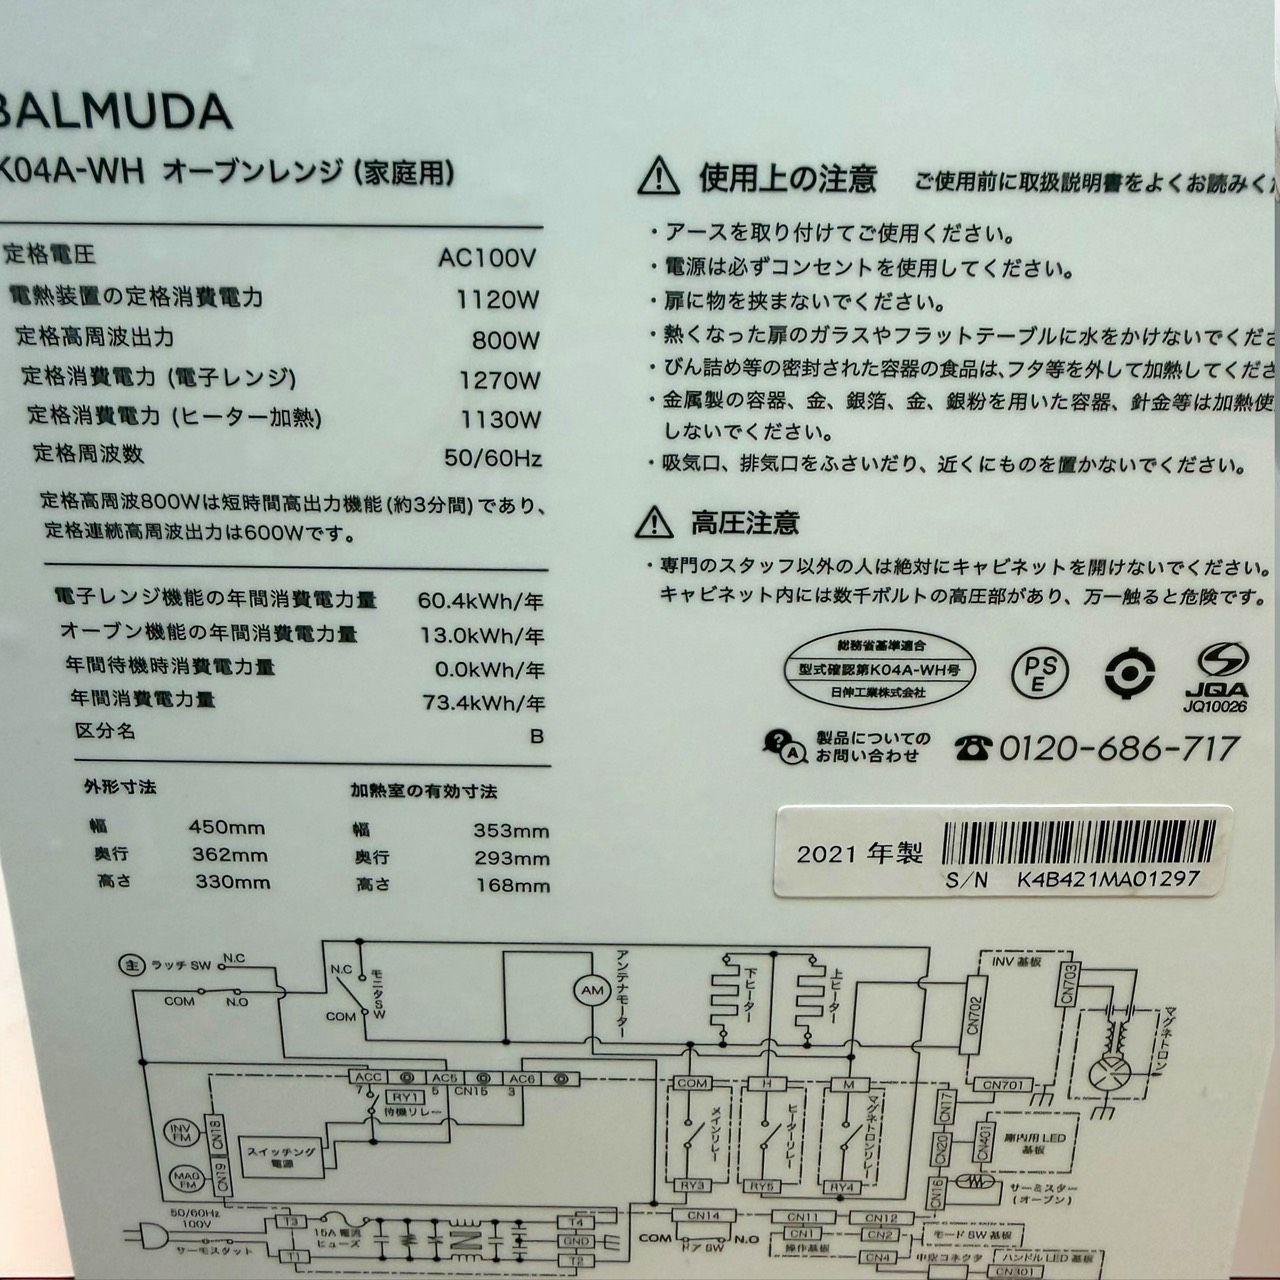 BALMUDA
K04A-WH オーブンレンジ (家庭用)
定格電圧 AC100V
電熱装置の定格消費電力 1120W
定格高周波出力 800W
定格消費電力 (電子レンジ) 1270W
定格消費電力 (ヒーター加熱) 1130W
定格周波数 50/60Hz
定格高周波800Wは短時間高出力機能(約3分間)であり、
定格連続高周波出力は600Wです。
電子レンジ機能の年間消費電力量 60.4kWh/年
オーブン機能の年間消費電力量 13.0kWh/年
年間待機時消費電力量 0.0kWh/年
年間消費電力量 73.4kWh/年
区分名 B
外形寸法
幅 450mm
奥行 362mm
高さ 330mm
加熱室の有効寸法
幅 353mm
奥行 293mm
高さ 168mm
使用上の注意 ご使用前に取扱説明書をよくお読みくだ
・アースを取り付けてご使用ください。
・電源は必ずコンセントを使用してください。
・扉に物を挟まないでください。
・熱くなった扉のガラスやフラットテーブルに水をかけないでくださ
・びん詰め等の密封された容器の食品は、フタ等を外して加熱してくださ
・金属製の容器、金、銀箔、金、銀粉を用いた容器、針金等は加熱使
しないでください。
・吸気口、排気口をふさいだり、近くにものを置かないでください。
高圧注意
・専門のスタッフ以外の人は絶対にキャビネットを開けないでください。
キャビネット内には数千ボルトの高圧部があり、万一触ると危険です。
総務省基準適合
型式確認第K04A-WH号
日伸工業株式会社
PS
E
JQA
JQ10026
?
A
製品についての
お問い合わせ
0120-686-717
2021 年製
S/N K4B421MA01297
主 ラッチSW N.C
COM N.O
N.C
モニタSW
COM
AM
アンテナモーター
下ヒーター
上ヒーター
INV 基板
CN702
CN703
マグネトロン
CN701
ACC AC5 AC6
7 5 CN15 3
RY1
待機リレー
COM H M
メインリレー
ヒーターリレー
マグネトロンリレー
RY3 RY5 RY4
INV
FM
CN18
MAG
FM
CN19
スイッチング
電源
CN17
CN20
CN401
庫内用LED
基板
CN16
サーミスター
(オーブン)
50/60Hz
100V
サーモスタット
T3
T1
15A 電流
ヒューズ
T4
GND
T2
CN14
COM ドアSW N.O
CN11 CN12
CN1 CN2
操作基板
モードSW基板
CN4 中空コネクタ ハンドルLED基板
CN301